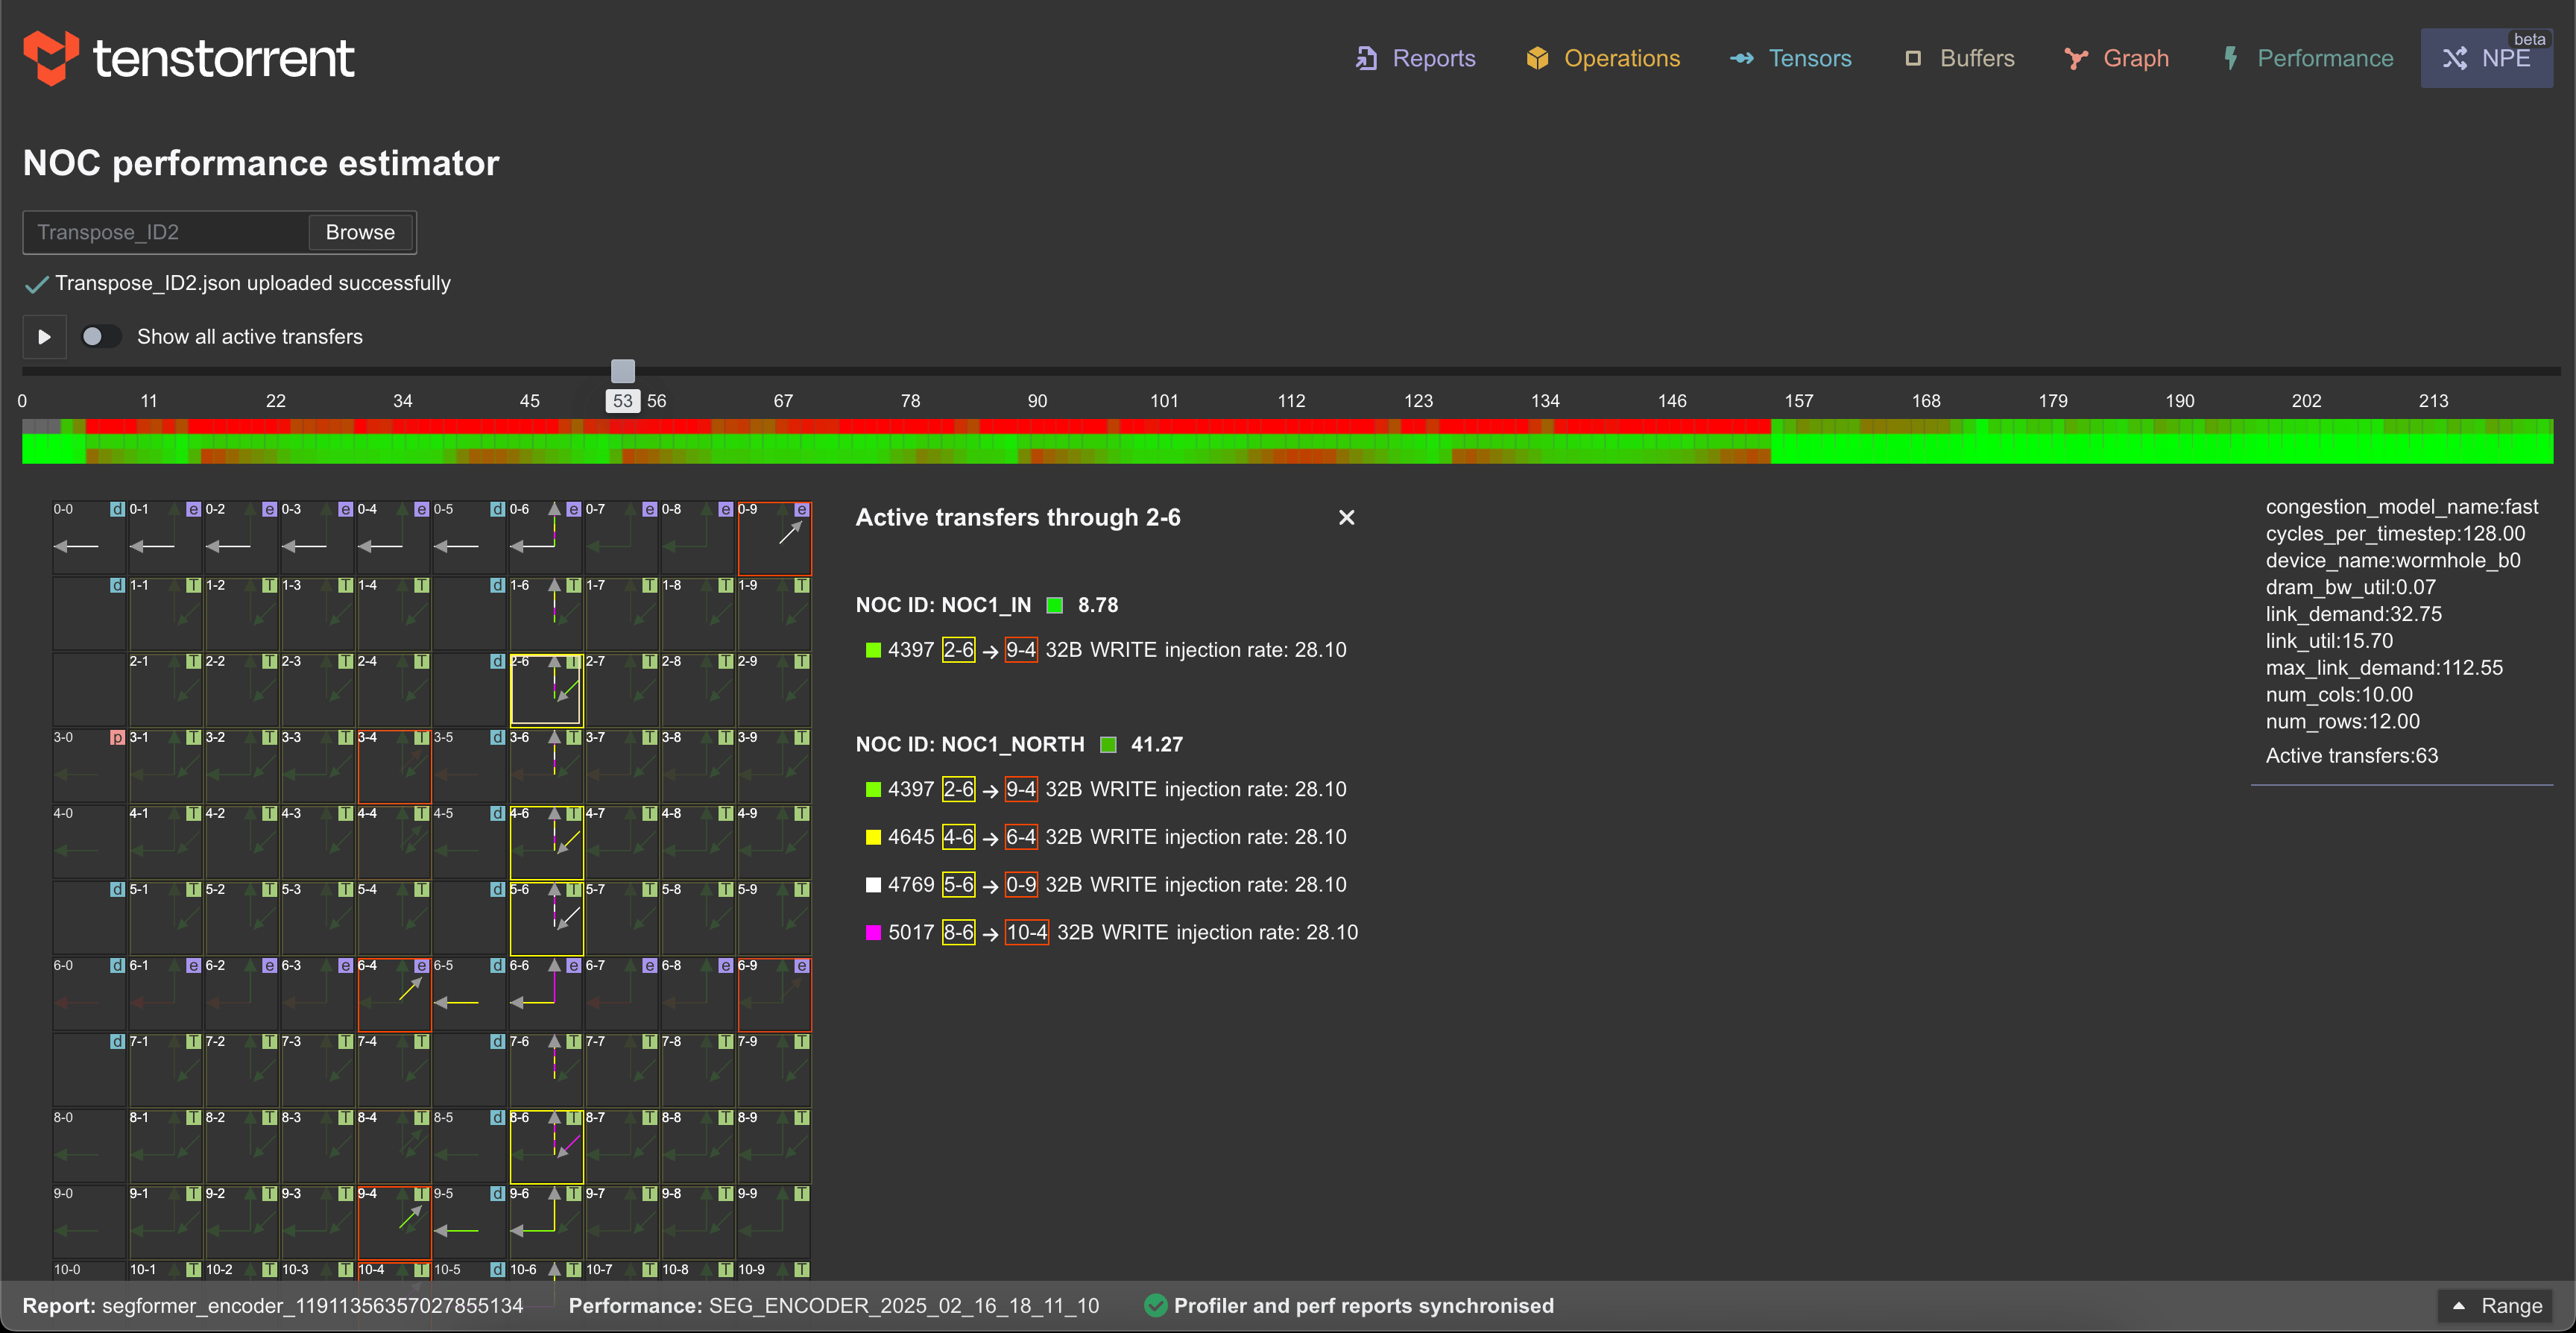 tenstorrent
Reports Operations Tensors Buffers Graph Performance NPE beta
NOC performance estimator
Transpose_ID2 Browse
Transpose_ID2.json uploaded successfully
Show all active transfers
0 11 22 34 45 53 56 67 78 90 101 112 123 134 146 157 168 179 190 202 213
0-0 d 0-1 e 0-2 e 0-3 e 0-4 e 0-5 d 0-6 e 0-7 e 0-8 e 0-9 e
d 1-1 T 1-2 T 1-3 T 1-4 T d 1-6 T 1-7 T 1-8 T 1-9 T
2-1 T 2-2 T 2-3 T 2-4 T d 2-6 T 2-7 T 2-8 T 2-9 T
3-0 p 3-1 T 3-2 T 3-3 T 3-4 T 3-5 d 3-6 T 3-7 T 3-8 T 3-9 T
4-0 4-1 T 4-2 T 4-3 T 4-4 T 4-5 d 4-6 T 4-7 T 4-8 T 4-9 T
d 5-1 T 5-2 T 5-3 T 5-4 T d 5-6 T 5-7 T 5-8 T 5-9 T
6-0 d 6-1 e 6-2 e 6-3 e 6-4 e 6-5 d 6-6 e 6-7 e 6-8 e 6-9 e
d 7-1 T 7-2 T 7-3 T 7-4 T d 7-6 T 7-7 T 7-8 T 7-9 T
8-0 8-1 T 8-2 T 8-3 T 8-4 T 8-5 d 8-6 T 8-7 T 8-8 T 8-9 T
9-0 9-1 T 9-2 T 9-3 T 9-4 T 9-5 d 9-6 T 9-7 T 9-8 T 9-9 T
10-0 10-1 T 10-2 T 10-3 T 10-4 T 10-5 d 10-6 T 10-7 T 10-8 T 10-9 T
Active transfers through 2-6
NOC ID: NOC1_IN 8.78
4397 2-6 → 9-4 32B WRITE injection rate: 28.10
NOC ID: NOC1_NORTH 41.27
4397 2-6 → 9-4 32B WRITE injection rate: 28.10
4645 4-6 → 6-4 32B WRITE injection rate: 28.10
4769 5-6 → 0-9 32B WRITE injection rate: 28.10
5017 8-6 → 10-4 32B WRITE injection rate: 28.10
congestion_model_name:fast
cycles_per_timestep:128.00
device_name:wormhole_b0
dram_bw_util:0.07
link_demand:32.75
link_util:15.70
max_link_demand:112.55
num_cols:10.00
num_rows:12.00
Active transfers:63
Report: segformer_encoder_11911356357027855134 Performance: SEG_ENCODER_2025_02_16_18_11_10 Profiler and perf reports synchronised Range